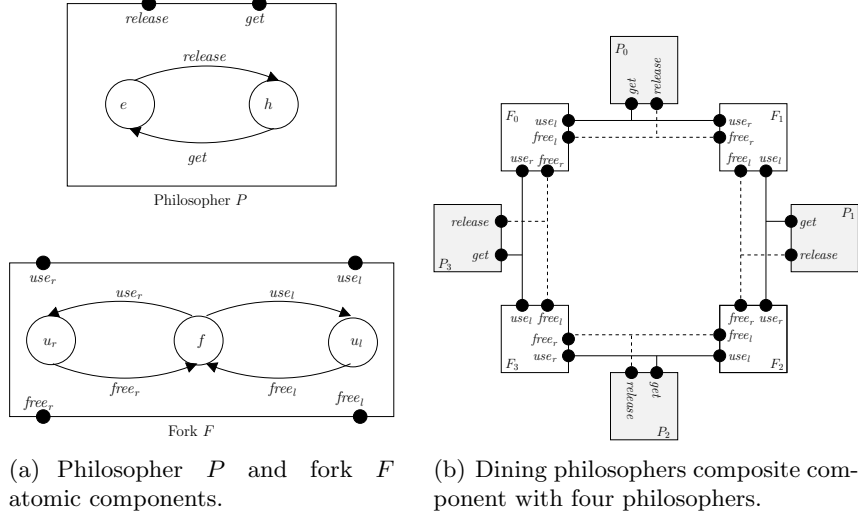 release get
e
release
h
get
Philosopher P
use_r use_l
use_r use_l
u_r f u_l
free_r free_l
free_r free_l
Fork F
(a) Philosopher P and fork F
atomic components.
P_0
get
release
F_0 use_l
free_l
use_r free_r
use_r F_1
free_r
free_l use_l
release
get
P_3
P_1
get
release
use_l free_l
free_r
use_r
F_3
free_r use_r
free_l
use_l
F_2
release
get
P_2
(b) Dining philosophers composite com-
ponent with four philosophers.